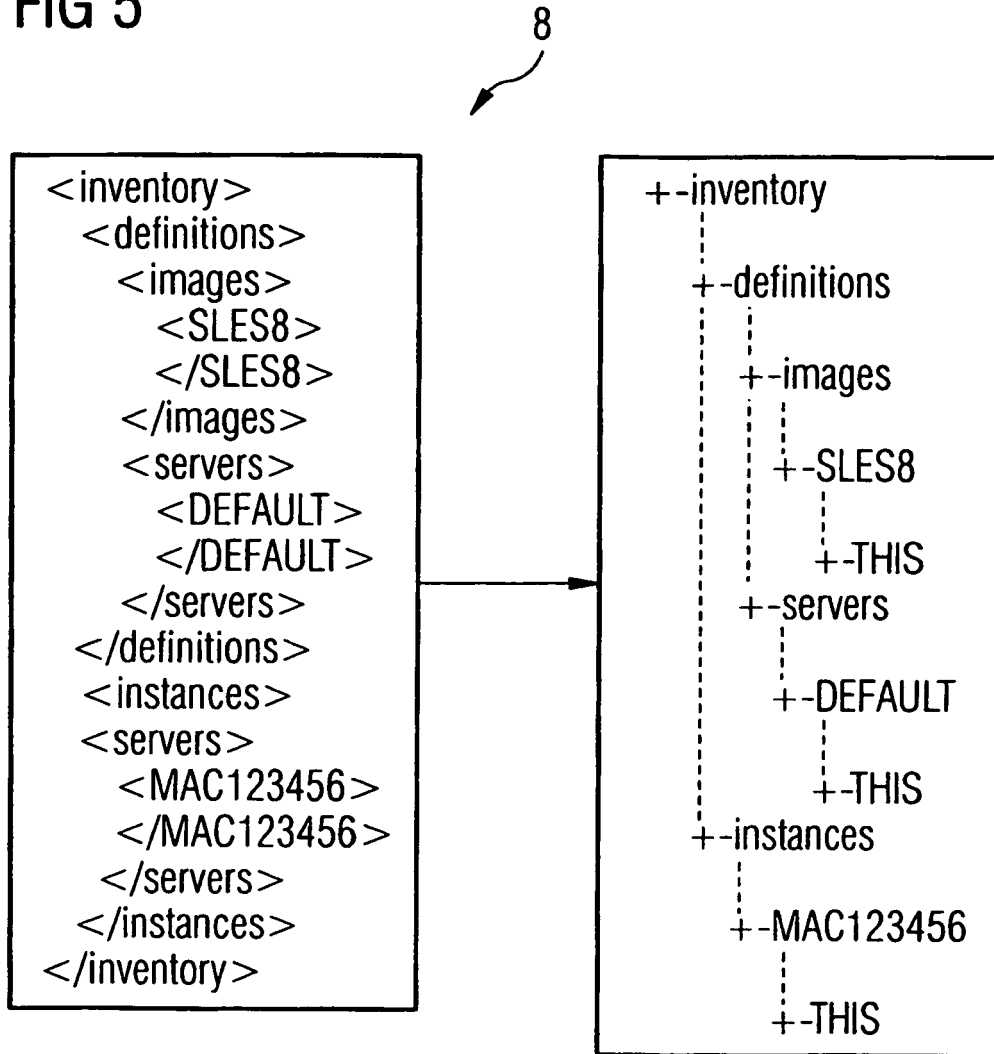 FIG 5
8
<inventory>
<definitions>
<images>
<SLES8>
</SLES8>
</images>
<servers>
<DEFAULT>
</DEFAULT>
</servers>
</definitions>
<instances>
<servers>
<MAC123456>
</MAC123456>
</servers>
</instances>
</inventory>
+-inventory
+-definitions
+-images
+-SLES8
+-THIS
+-servers
+-DEFAULT
+-THIS
+-instances
+-MAC123456
+-THIS